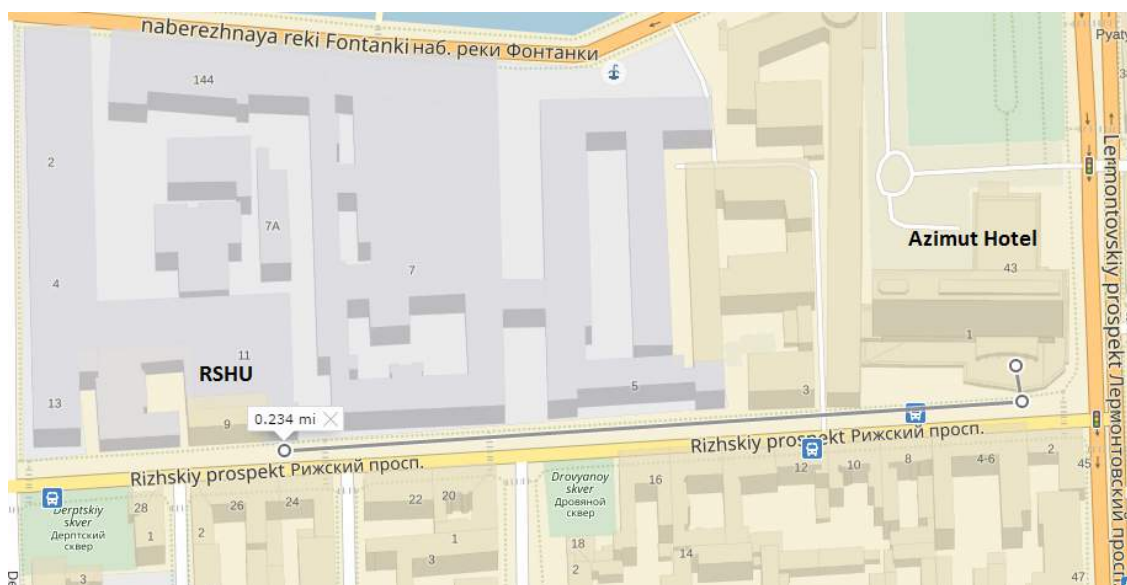 naberezhnaya reki Fontanki наб. реки Фонтанки
144
2
7A
4
7
11
RSHU
13
9
0.234 mi
5
3
Azimut Hotel
43
1
Pyaty
3
Lermontovskiy prospekt Лермонтовский просп.
Rizhskiy prospekt Рижский просп.
Rizhskiy prospekt Рижский просп.
Derptskiy
skver
Дерптский
сквер
28
1
3
26
24
2
22
20
1
3
Drovyanoy
skver
Дровяной
сквер
18
2
16
14
12
10
8
4-6
2
45
47